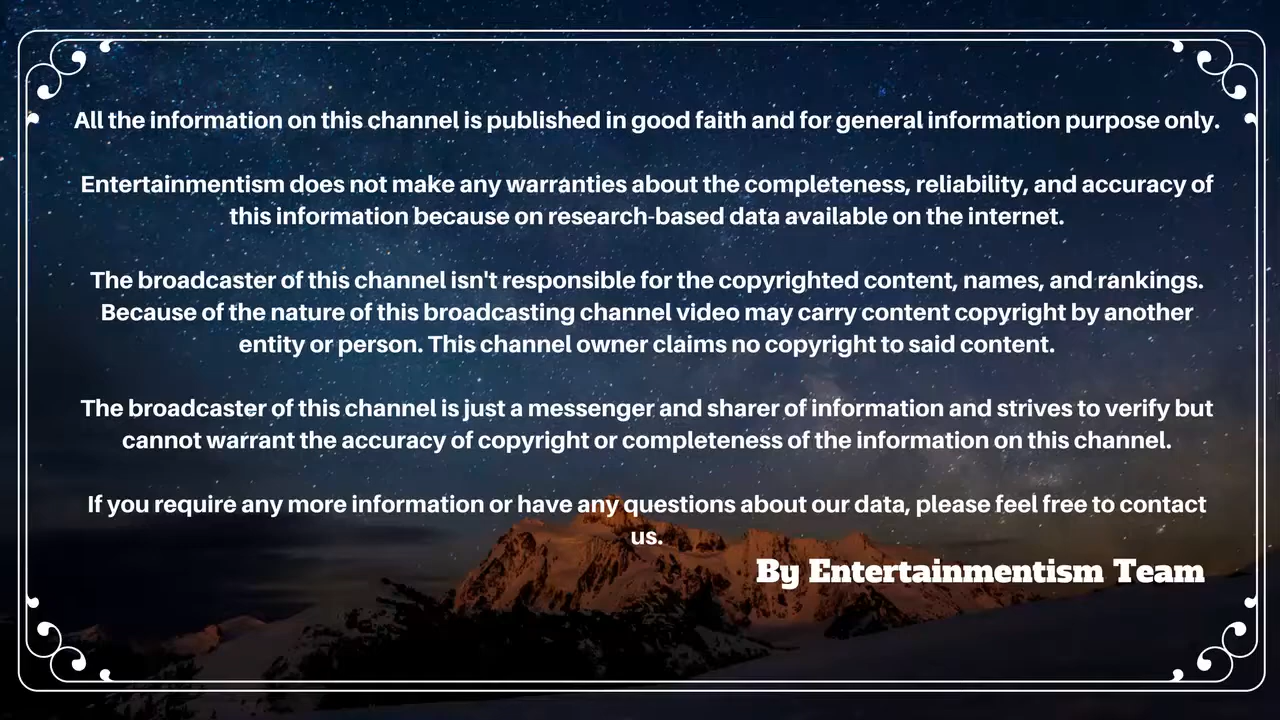 All the information on this channel is published in good faith and for general information purpose only.
Entertainmentism does not make any warranties about the completeness, reliability, and accuracy of
this information because on research-based data available on the internet.
The broadcaster of this channel isn't responsible for the copyrighted content, names, and rankings.
Because of the nature of this broadcasting channel video may carry content copyright by another
entity or person. This channel owner claims no copyright to said content.
The broadcaster of this channel is just a messenger and sharer of information and strives to verify but
cannot warrant the accuracy of copyright or completeness of the information on this channel.
If you require any more information or have any questions about our data, please feel free to contact
us.
By Entertainmentism Team